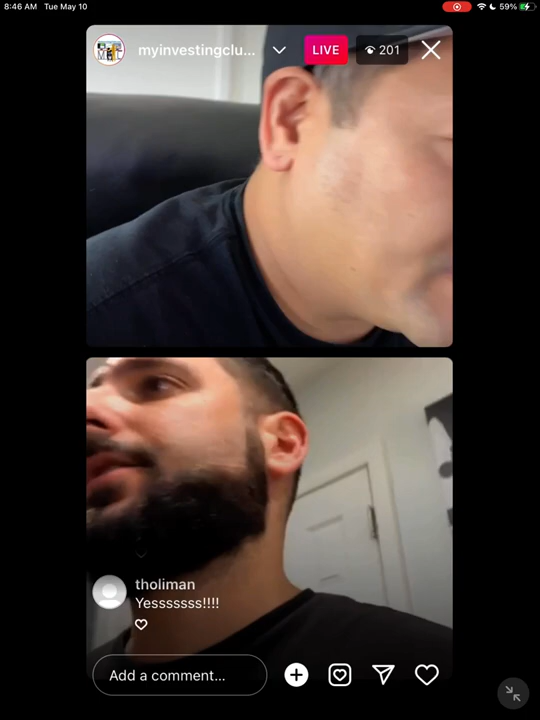 8:46 AM Tue May 10
59%
myinvestingclu...
LIVE
201
tholiman
Yesssssss!!!!
Add a comment...